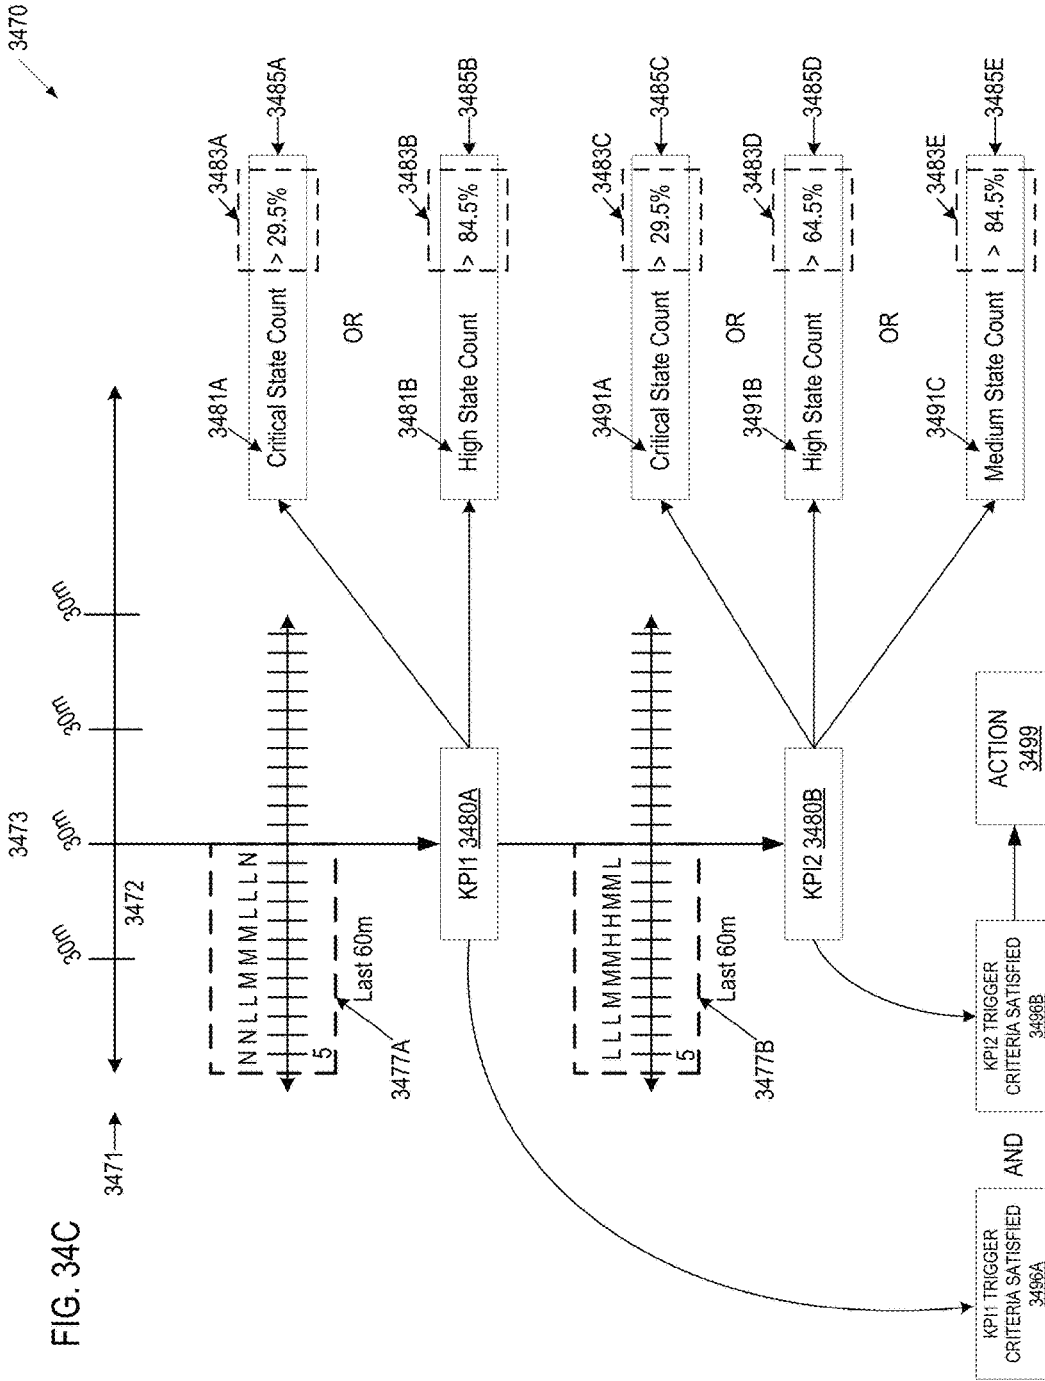 FIG. 34C
3470
3473
30m
30m
30m
30m
3471
3472
3483A
3481A
N N L L M M M L L L N
Critical State Count
> 29.5%
3485A
5
Last 60m
OR
3477A
3483B
3481B
KPI1 3480A
High State Count
> 84.5%
3485B
3483C
3491A
L L L M M M H H M M L
Critical State Count
> 29.5%
3485C
5
Last 60m
OR
3477B
3483D
3491B
KPI2 3480B
High State Count
> 64.5%
3485D
OR
3483E
3491C
Medium State Count
> 84.5%
3485E
KPI1 TRIGGER
CRITERIA SATISFIED
3496A
AND
KPI2 TRIGGER
CRITERIA SATISFIED
3496B
ACTION
3499